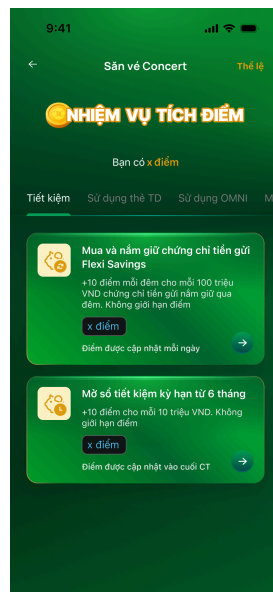 9:41
Săn vé Concert
Thể lệ
NHIỆM VỤ TÍCH ĐIỂM
Bạn có x điểm
Tiết kiệm
Sử dụng thẻ TD
Sử dụng OMNI
M
Mua và nắm giữ chứng chỉ tiền gửi
Flexi Savings
+10 điểm mỗi đêm cho mỗi 100 triệu
VND chứng chỉ tiền gửi nắm giữ qua
đêm. Không giới hạn điểm
x điểm
Điểm được cập nhật mỗi ngày
Mở sổ tiết kiệm kỳ hạn từ 6 tháng
+10 điểm cho mỗi 10 triệu VND. Không
giới hạn điểm
x điểm
Điểm được cập nhật vào cuối CT